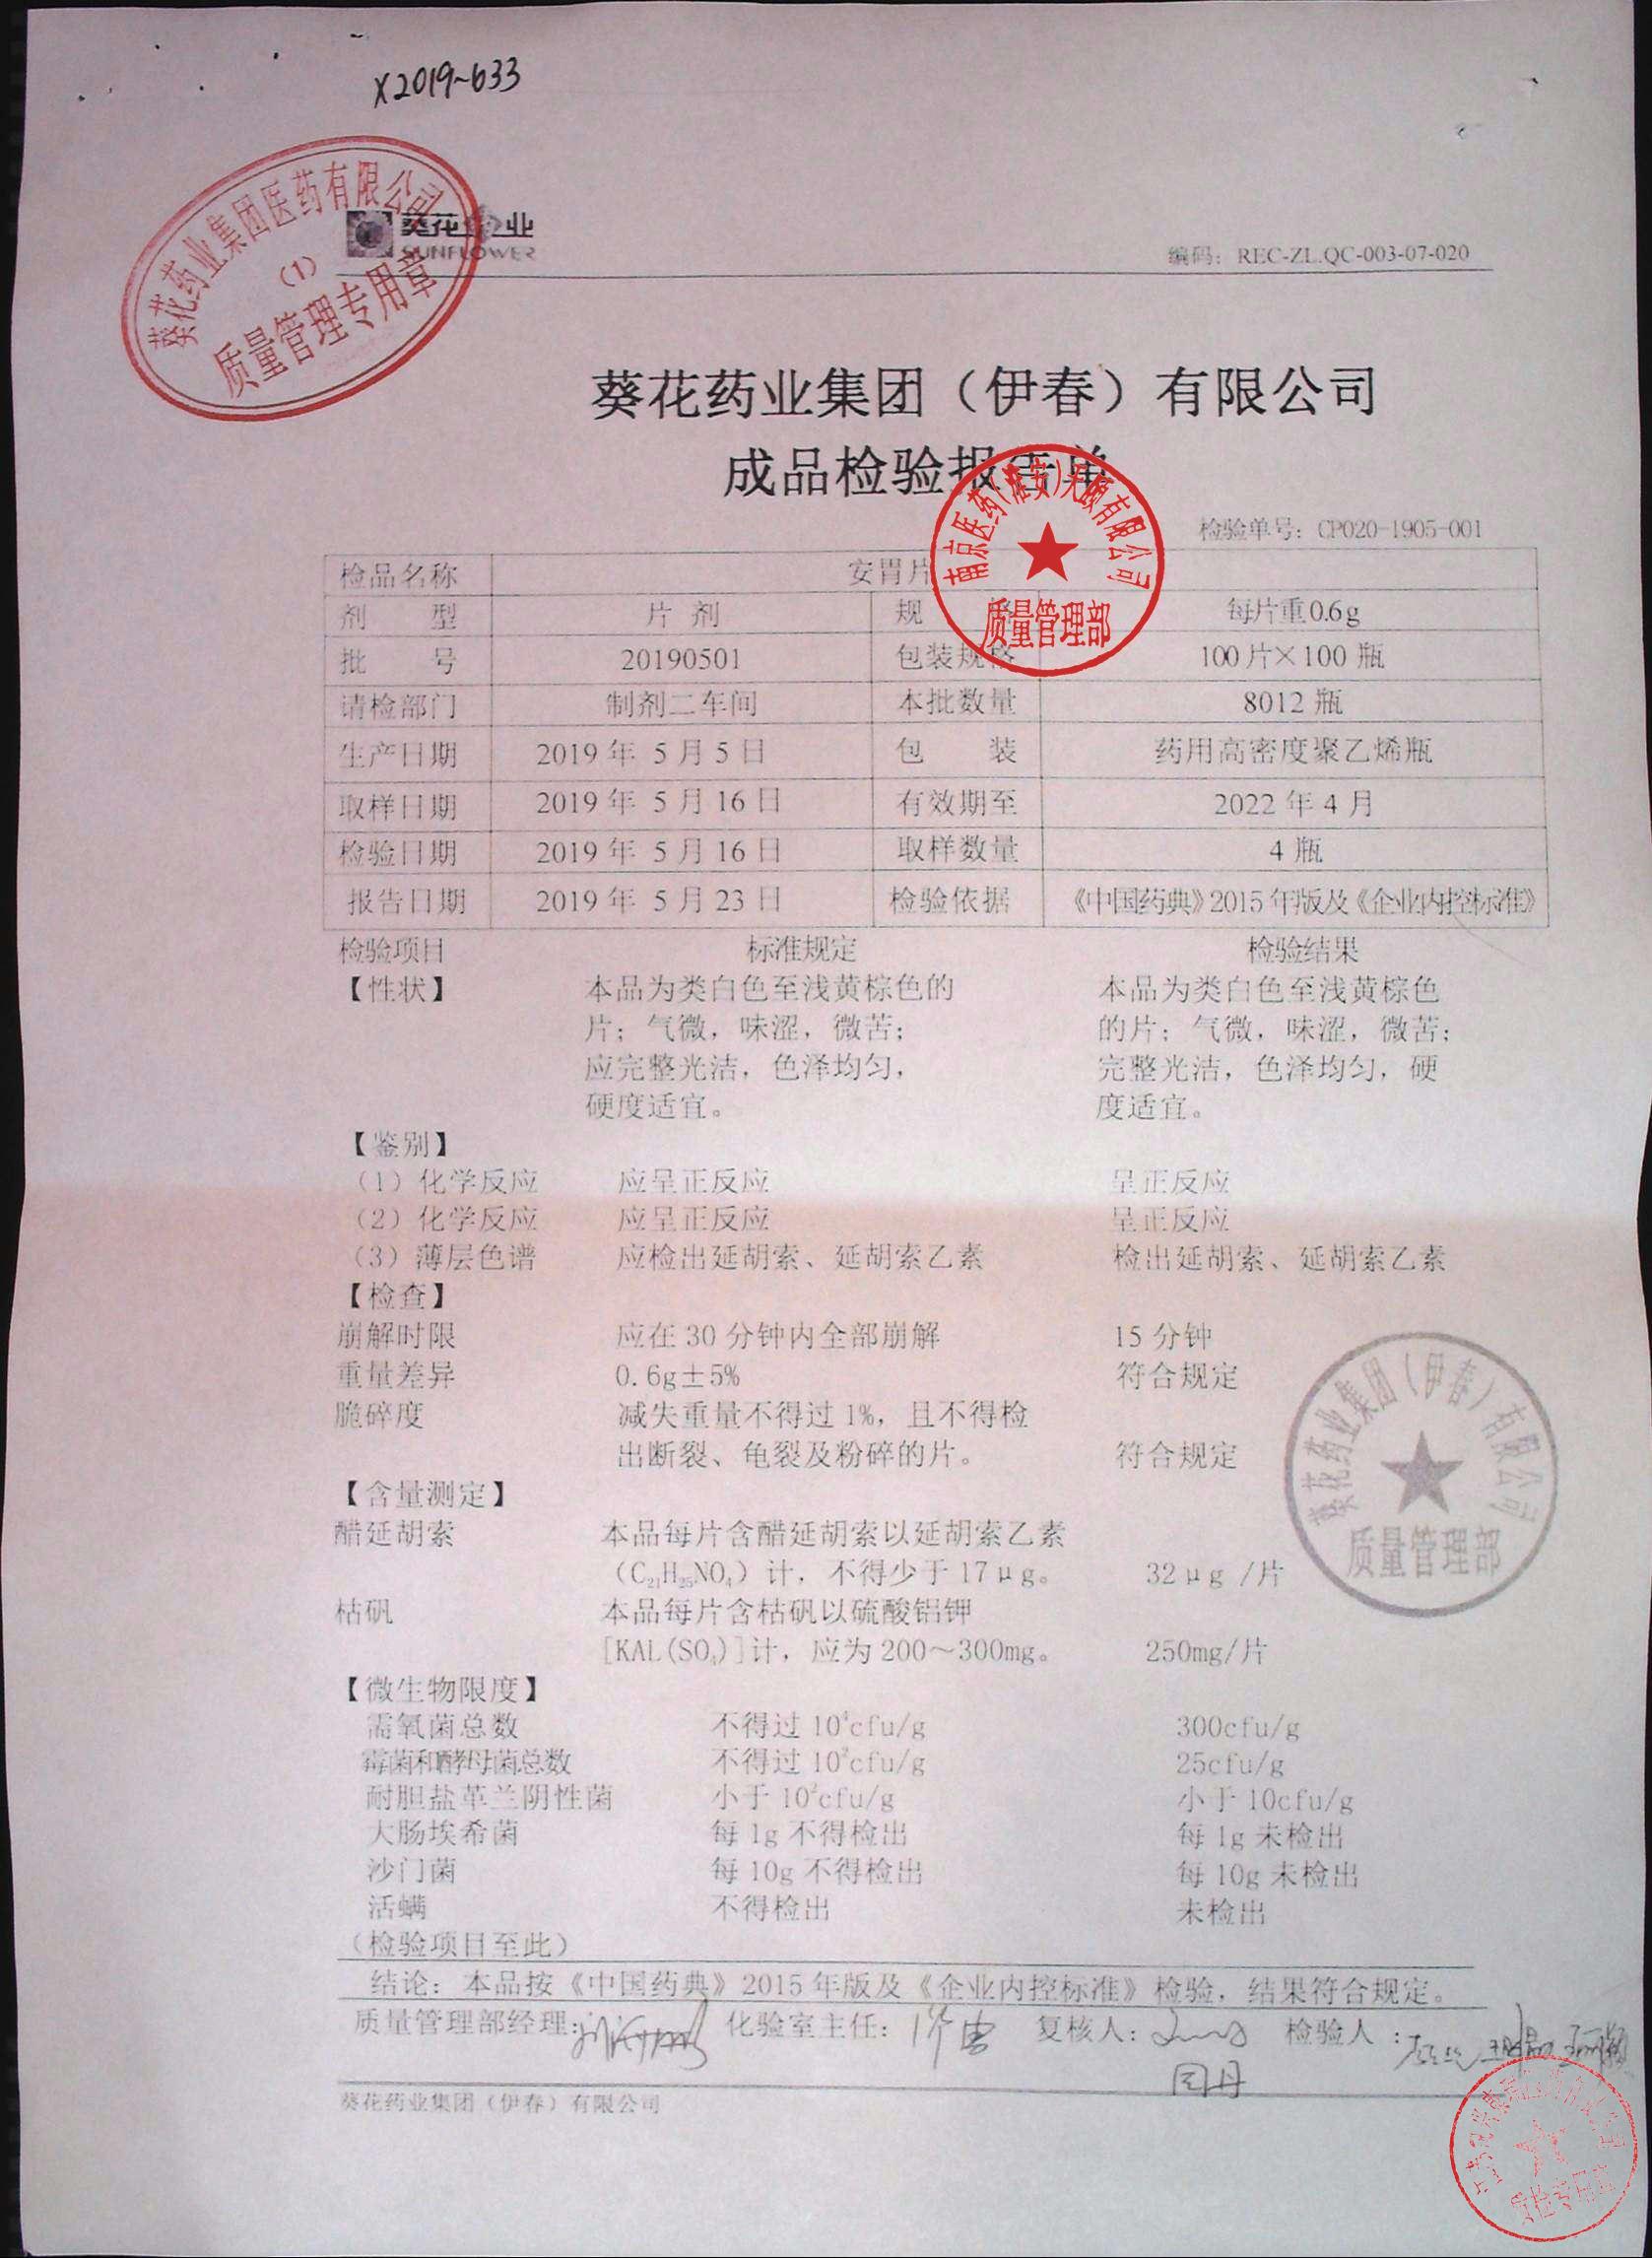 X2019-633
葵花药业集团医药有限公司
(1)
质量管理专用章
葵花药业
SUNFLOWER
编码：REC-ZL.QC-003-07-020
葵花药业集团（伊春）有限公司
成品检验报告单
南京医药(淮安)天颐有限公司
质量管理部
检验单号：CP020-1905-001
检品名称 安胃片
剂 型 片 剂 规 格 每片重0.6g
批 号 20190501 包装规格 100片×100 瓶
请检部门 制剂二车间 本批数量 8012 瓶
生产日期 2019年 5月5日 包 装 药用高密度聚乙烯瓶
取样日期 2019年 5月16日 有效期至 2022年4月
检验日期 2019年 5月16日 取样数量 4瓶
报告日期 2019年 5月23日 检验依据 《中国药典》2015年版及《企业内控标准》
检验项目 标准规定 检验结果
【性状】 本品为类白色至浅黄棕色的 本品为类白色至浅黄棕色
片；气微，味涩，微苦； 的片；气微，味涩，微苦；
应完整光洁，色泽均匀， 完整光洁，色泽均匀，硬
硬度适宜。 度适宜。
【鉴别】
（1）化学反应 应呈正反应 呈正反应
（2）化学反应 应呈正反应 呈正反应
（3）薄层色谱 应检出延胡索、延胡索乙素 检出延胡索、延胡索乙素
【检查】
崩解时限 应在30分钟内全部崩解 15分钟
重量差异 0.6g±5% 符合规定
脆碎度 减失重量不得过1%，且不得检
出断裂、龟裂及粉碎的片。 符合规定
葵花药业集团（伊春）有限公司
质量管理部
【含量测定】
醋延胡索 本品每片含醋延胡索以延胡索乙素
（C₂₁H₂₅NO₄）计，不得少于17μg。 32μg /片
枯矾 本品每片含枯矾以硫酸铝钾
[KAL(SO₄)]计，应为200～300mg。 250mg/片
【微生物限度】
需氧菌总数 不得过10⁴cfu/g 300cfu/g
霉菌和酵母菌总数 不得过10²cfu/g 25cfu/g
耐胆盐革兰阴性菌 小于10²cfu/g 小于10cfu/g
大肠埃希菌 每1g不得检出 每1g未检出
沙门菌 每10g不得检出 每10g未检出
活螨 不得检出 未检出
（检验项目至此）
结论：本品按《中国药典》2015年版及《企业内控标准》检验，结果符合规定。
质量管理部经理: 化验室主任: 复核人: 检验人：
葵花药业集团（伊春）有限公司